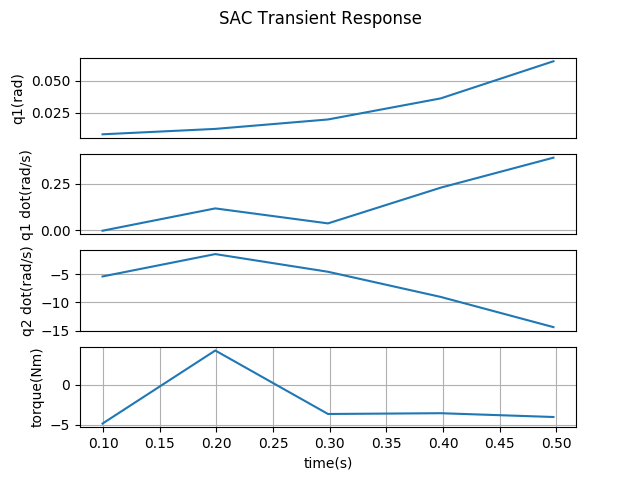 SAC Transient Response
q1(rad)
0.050
0.025
q1 dot(rad/s)
0.25
0.00
q2 dot(rad/s)
−5
−10
−15
torque(Nm)
0
−5
0.10 0.15 0.20 0.25 0.30 0.35 0.40 0.45 0.50
time(s)